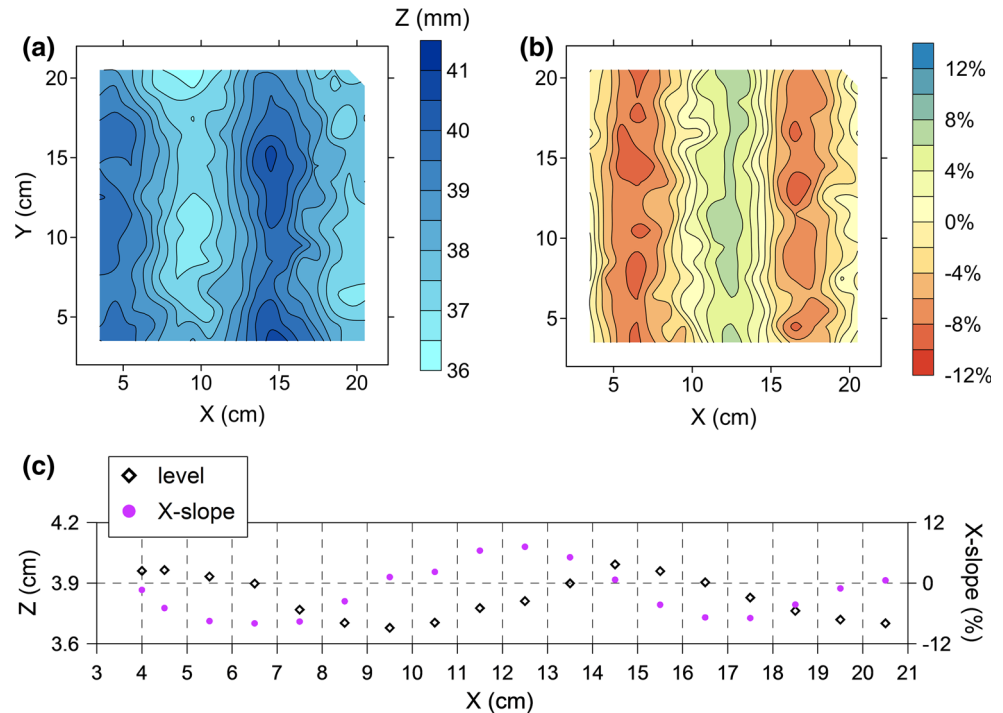 (a)
Z (mm)
(b)
20
15
10
5
Y (cm)
5 10 15 20
X (cm)
41
40
39
38
37
36
20
15
10
5
5 10 15 20
X (cm)
12%
8%
4%
0%
-4%
-8%
-12%
(c)
level
X-slope
4.2
3.9
3.6
Z (cm)
12
0
-12
X-slope (%)
3 4 5 6 7 8 9 10 11 12 13 14 15 16 17 18 19 20 21
X (cm)